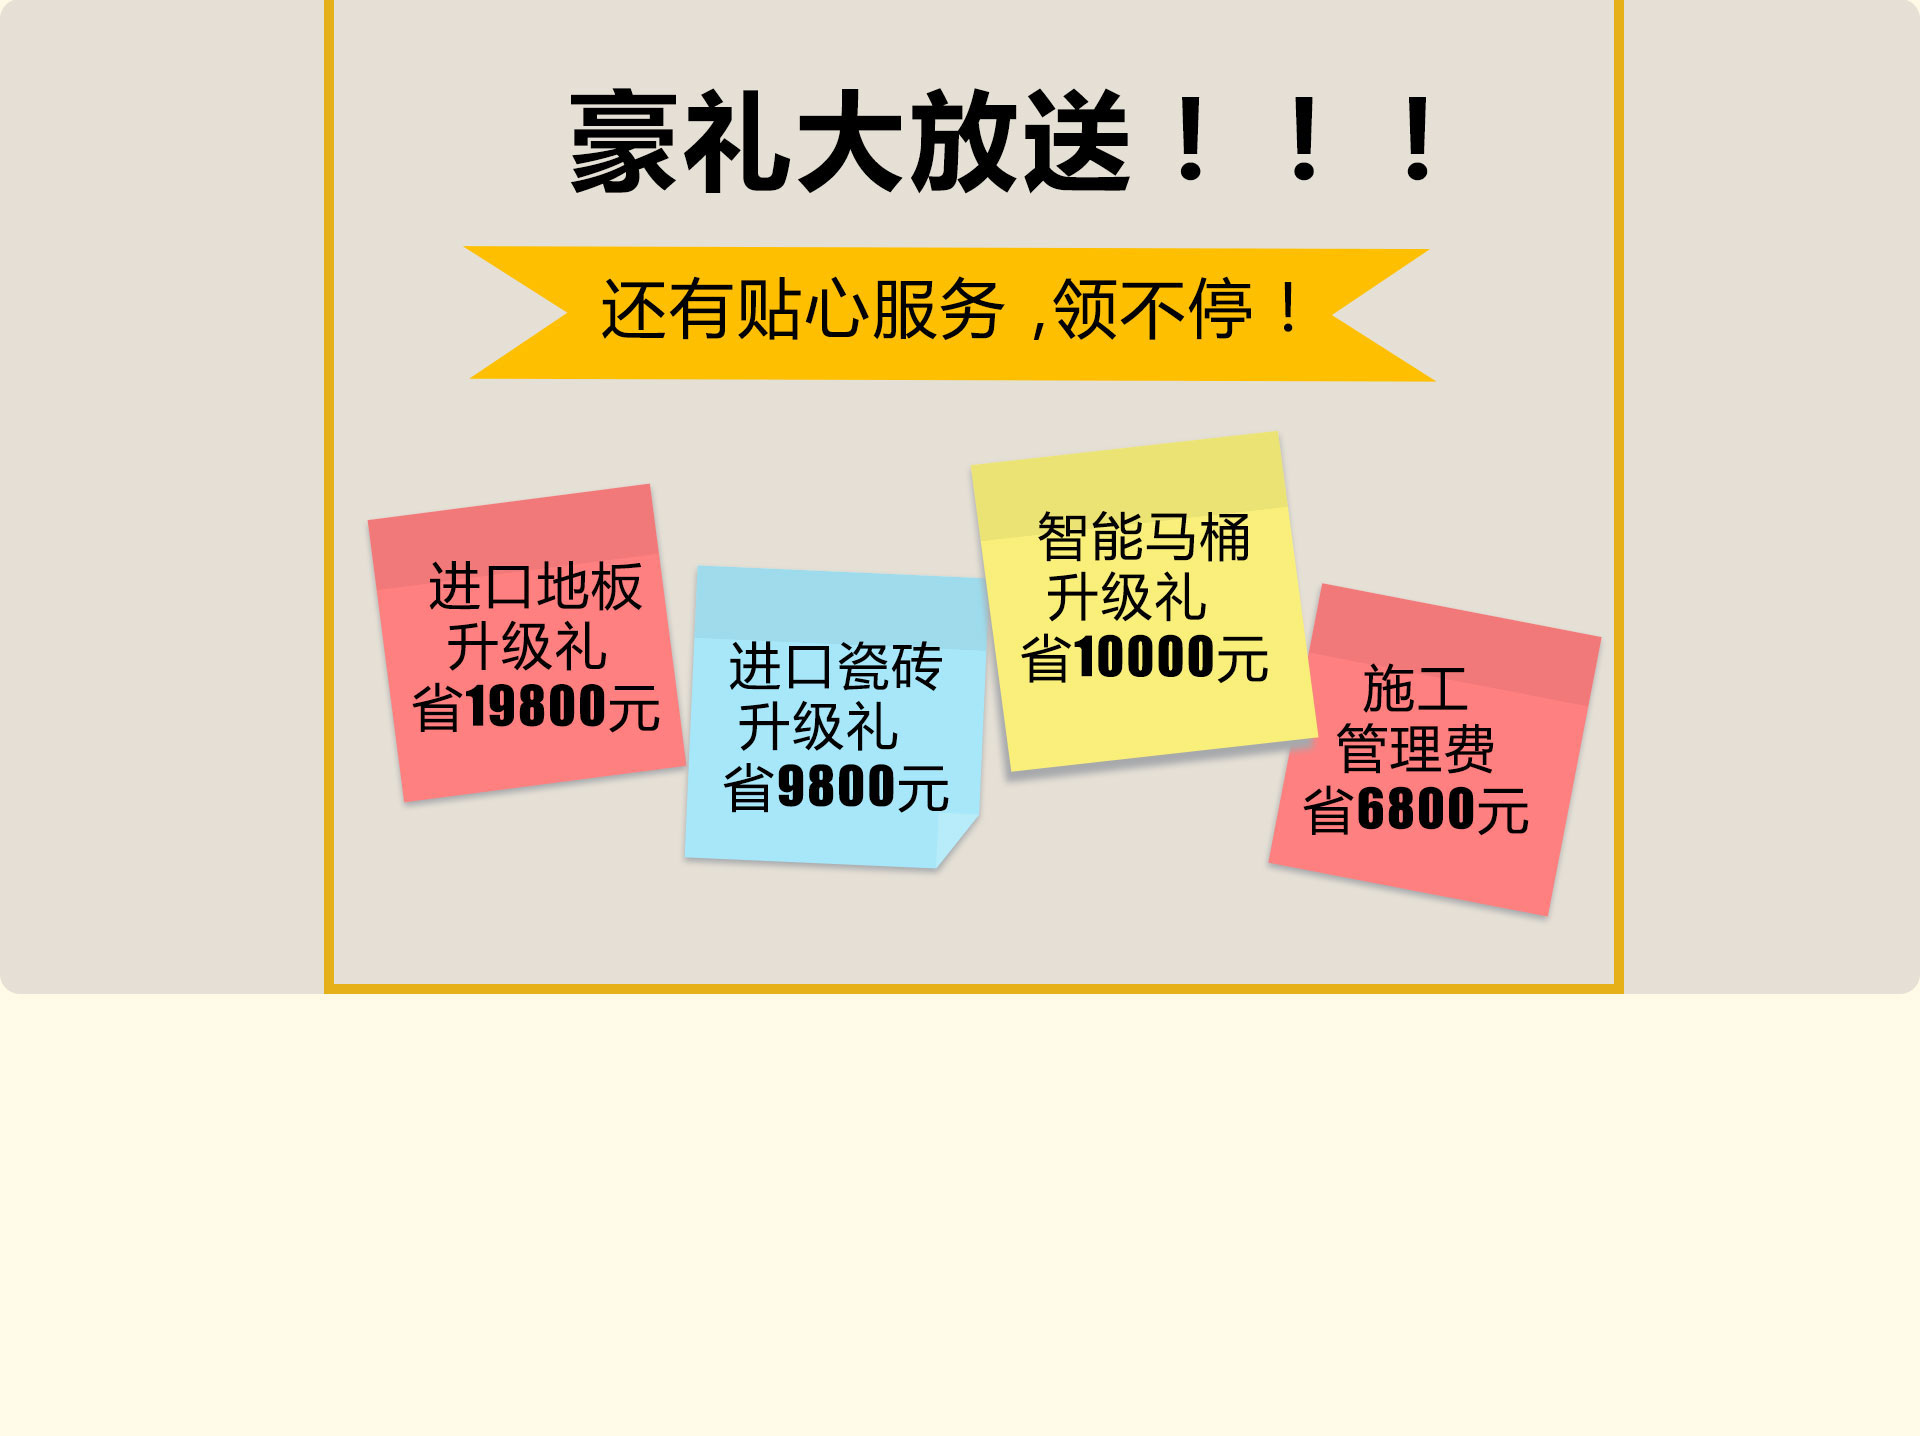 豪礼大放送！！！
还有贴心服务 ,领不停！
进口地板
升级礼
省19800元
进口瓷砖
升级礼
省9800元
智能马桶
升级礼
省10000元
施工
管理费
省6800元